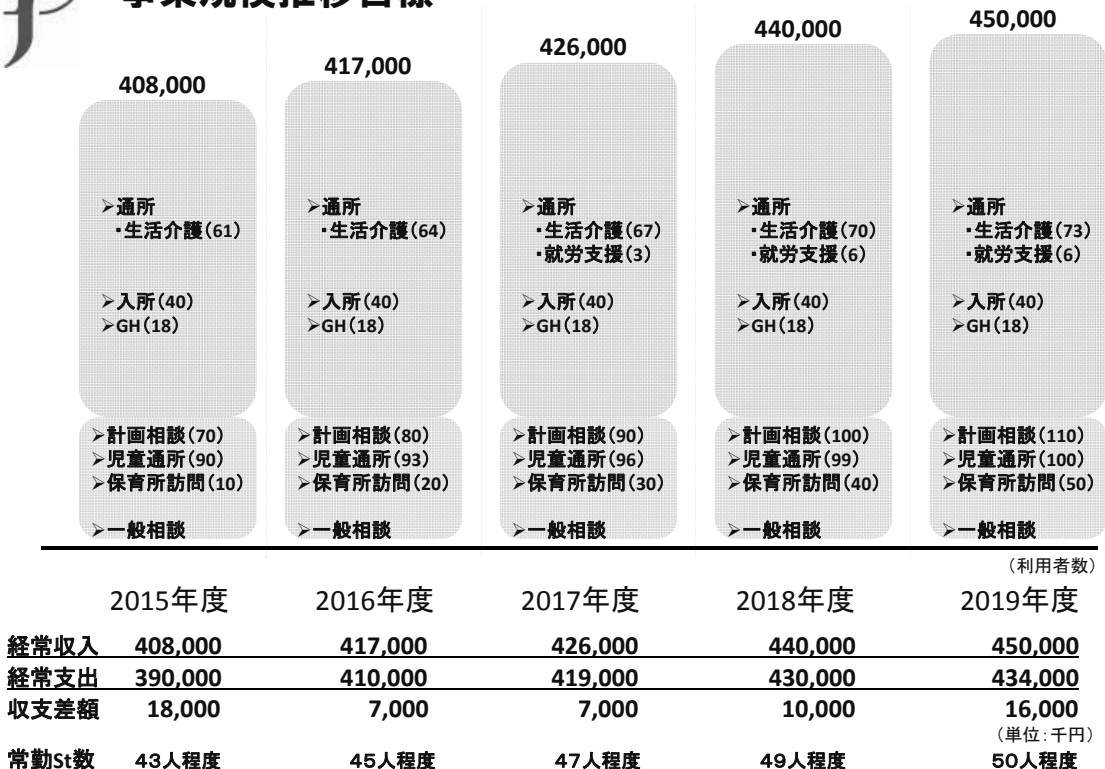 事業規模推移目標
408,000
417,000
426,000
440,000
450,000
➢通所
・生活介護(61)
➢入所(40)
➢GH(18)
➢計画相談(70)
➢児童通所(90)
➢保育所訪問(10)
➢一般相談
➢通所
・生活介護(64)
➢入所(40)
➢GH(18)
➢計画相談(80)
➢児童通所(93)
➢保育所訪問(20)
➢一般相談
➢通所
・生活介護(67)
・就労支援(3)
➢入所(40)
➢GH(18)
➢計画相談(90)
➢児童通所(96)
➢保育所訪問(30)
➢一般相談
➢通所
・生活介護(70)
・就労支援(6)
➢入所(40)
➢GH(18)
➢計画相談(100)
➢児童通所(99)
➢保育所訪問(40)
➢一般相談
➢通所
・生活介護(73)
・就労支援(6)
➢入所(40)
➢GH(18)
➢計画相談(110)
➢児童通所(100)
➢保育所訪問(50)
➢一般相談
(利用者数)
2015年度 2016年度 2017年度 2018年度 2019年度
経常収入 408,000 417,000 426,000 440,000 450,000
経常支出 390,000 410,000 419,000 430,000 434,000
収支差額 18,000 7,000 7,000 10,000 16,000
(単位:千円)
常勤St数 43人程度 45人程度 47人程度 49人程度 50人程度